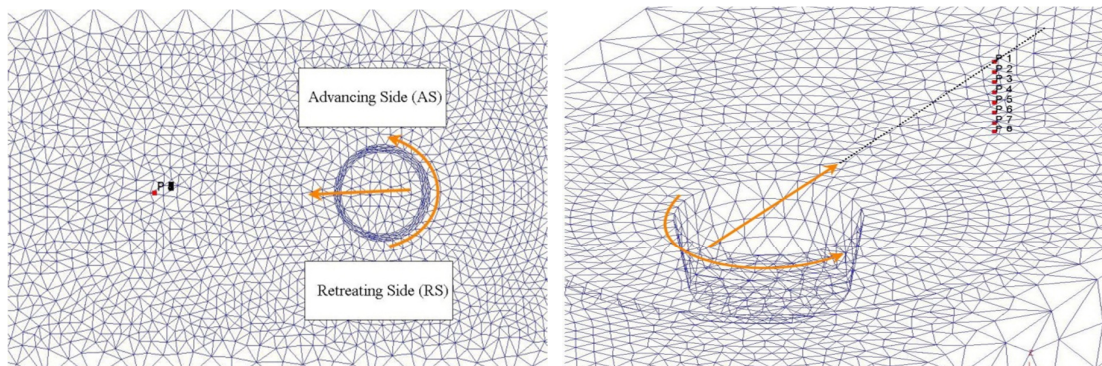 Advancing Side (AS)
P
Retreating Side (RS)
P 1
P 2
P 3
P 4
P 5
P 6
P 7
P 8